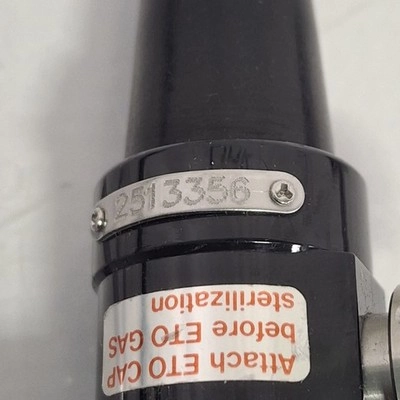 2513356
Attach ETO CAP
before ETO GAS
sterilization